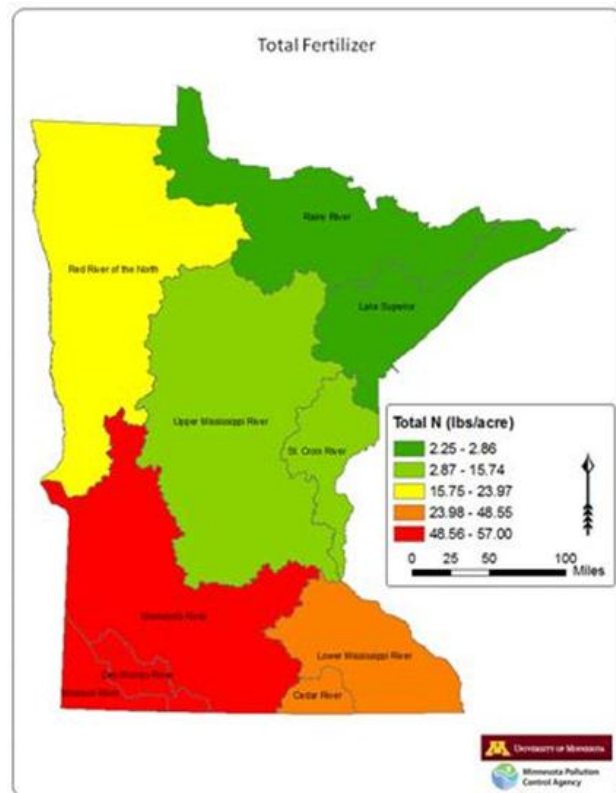 Total Fertilizer
Rainy River
Red River of the North
Lake Superior
Upper Mississippi River
St. Croix River
Total N (lbs/acre)
2.25 - 2.86
2.87 - 15.74
15.75 - 23.97
23.98 - 48.55
48.56 - 57.00
0 25 50 100
Miles
Minnesota River
Lower Mississippi River
Des Moines River
Missouri River
Cedar River
M UNIVERSITY OF MINNESOTA
Minnesota Pollution
Control Agency